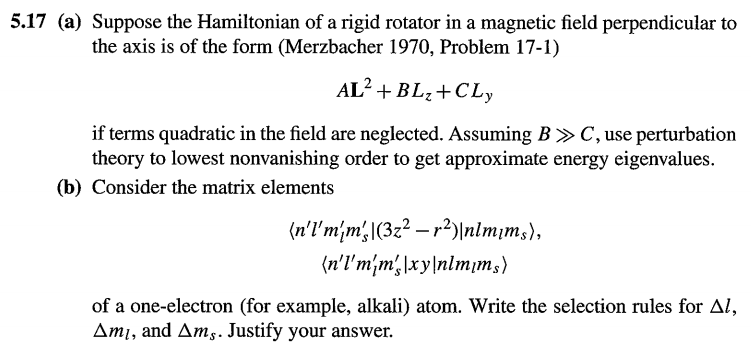 5.17 (a) Suppose the Hamiltonian of a rigid rotator in a magnetic field perpendicular to
the axis is of the form (Merzbacher 1970, Problem 17-1)
AL² + BL_z + CL_y
if terms quadratic in the field are neglected. Assuming B ≫ C, use perturbation
theory to lowest nonvanishing order to get approximate energy eigenvalues.
(b) Consider the matrix elements
⟨n′l′m′_l m′_s|(3z² − r²)|nlm_l m_s⟩,
⟨n′l′m′_l m′_s|xy|nlm_l m_s⟩
of a one-electron (for example, alkali) atom. Write the selection rules for Δl,
Δm_l, and Δm_s. Justify your answer.